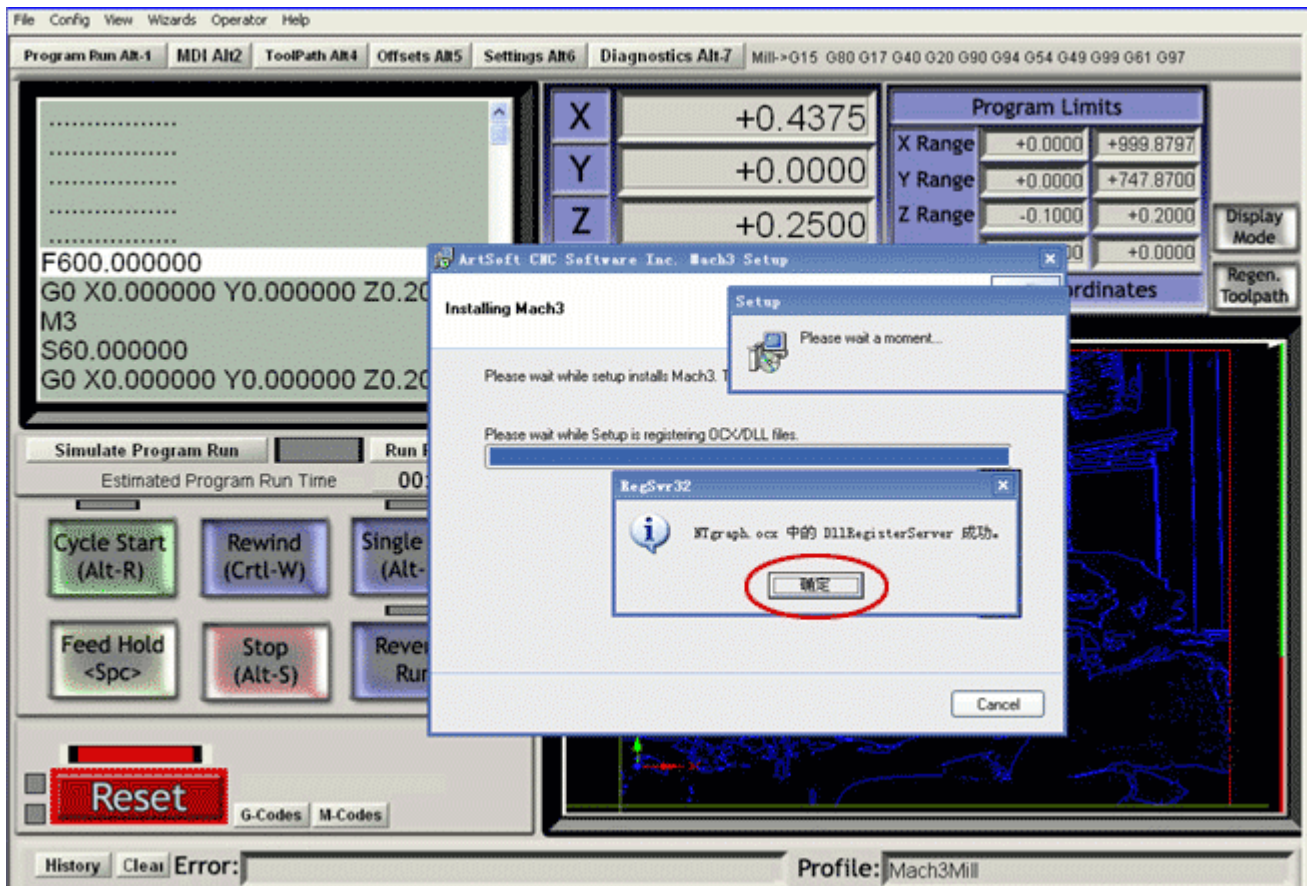 File Config View Wizards Operator Help
Program Run Alt-1 MDI Alt2 ToolPath Alt4 Offsets Alt5 Settings Alt6 Diagnostics Alt-7 Mill->G15 G80 G17 G40 G20 G90 G94 G54 G49 G99 G61 G97
.................
.................
.................
.................
.................
F600.000000
G0 X0.000000 Y0.000000 Z0.20
M3
S60.000000
G0 X0.000000 Y0.000000 Z0.20
X +0.4375
Y +0.0000
Z +0.2500
Program Limits
X Range +0.0000 +999.8797
Y Range +0.0000 +747.8700
Z Range -0.1000 +0.2000
+0.0000
Display
Mode
Regen.
Toolpath
ArtSoft CNC Software Inc. Mach3 Setup
Installing Mach3
Setup
Please wait a moment...
Please wait while setup installs Mach3.
Please wait while Setup is registering OCX/DLL files.
RegSvr32
NTgraph.ocx 中的 DllRegisterServer 成功。
确定
Cancel
Simulate Program Run
Estimated Program Run Time
Cycle Start
(Alt-R)
Rewind
(Crtl-W)
Single
(Alt-
Feed Hold
<Spc>
Stop
(Alt-S)
Reset
G-Codes M-Codes
History Clear Error:
Profile: Mach3Mill